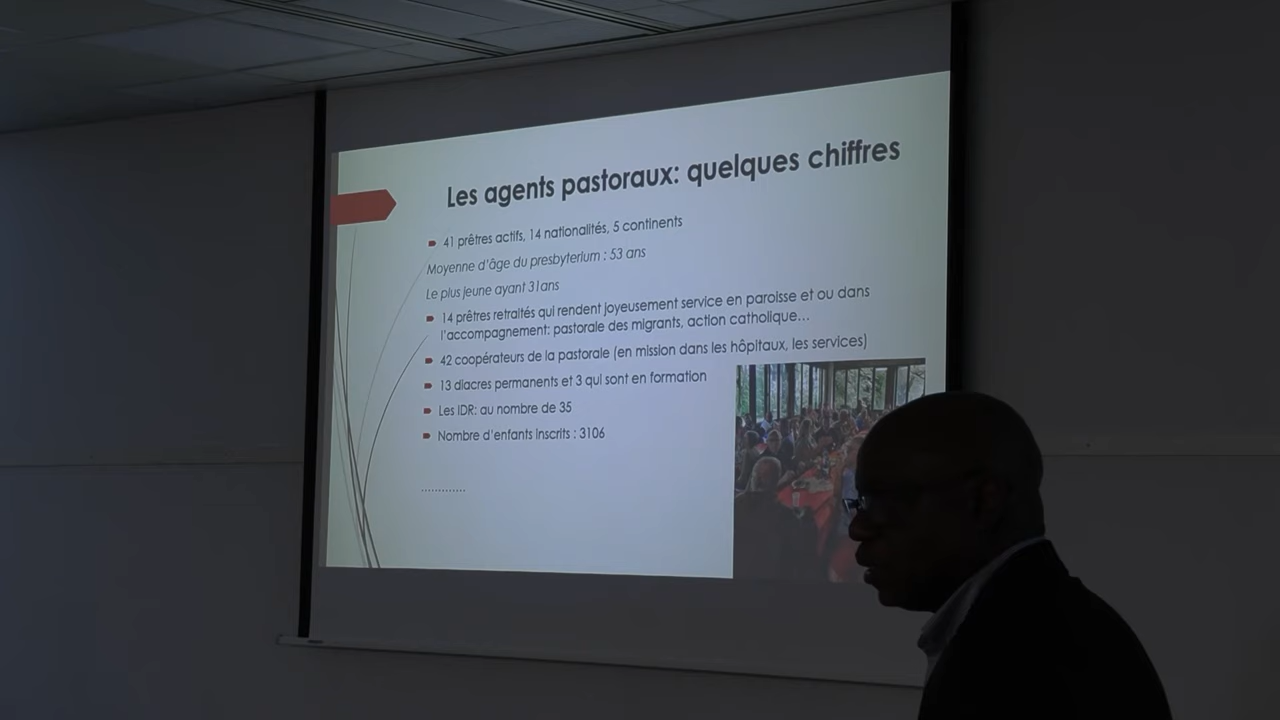 Les agents pastoraux: quelques chiffres
41 prêtres actifs, 14 nationalités, 5 continents
Moyenne d'âge du presbyterium : 53 ans
Le plus jeune ayant 31ans
14 prêtres retraités qui rendent joyeusement service en paroisse et ou dans
l'accompagnement: pastorale des migrants, action catholique...
42 coopérateurs de la pastorale (en mission dans les hôpitaux, les services)
13 diacres permanents et 3 qui sont en formation
Les IDR: au nombre de 35
Nombre d'enfants inscrits : 3106
.............